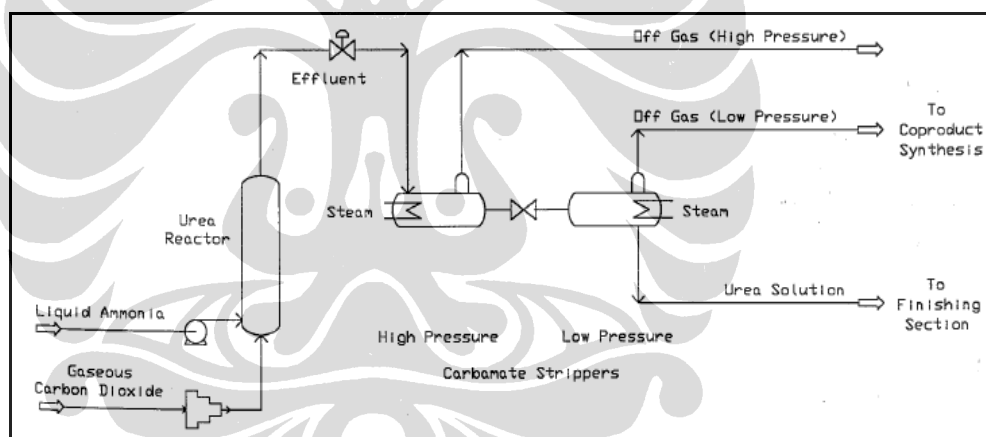 Off Gas (High Pressure)
Effluent
Off Gas (Low Pressure)
To
Coproduct
Synthesis
Steam
Steam
Urea
Reactor
Urea Solution
To
Finishing
Section
Liquid Ammonia
High Pressure
Low Pressure
Carbamate Strippers
Gaseous
Carbon Dioxide